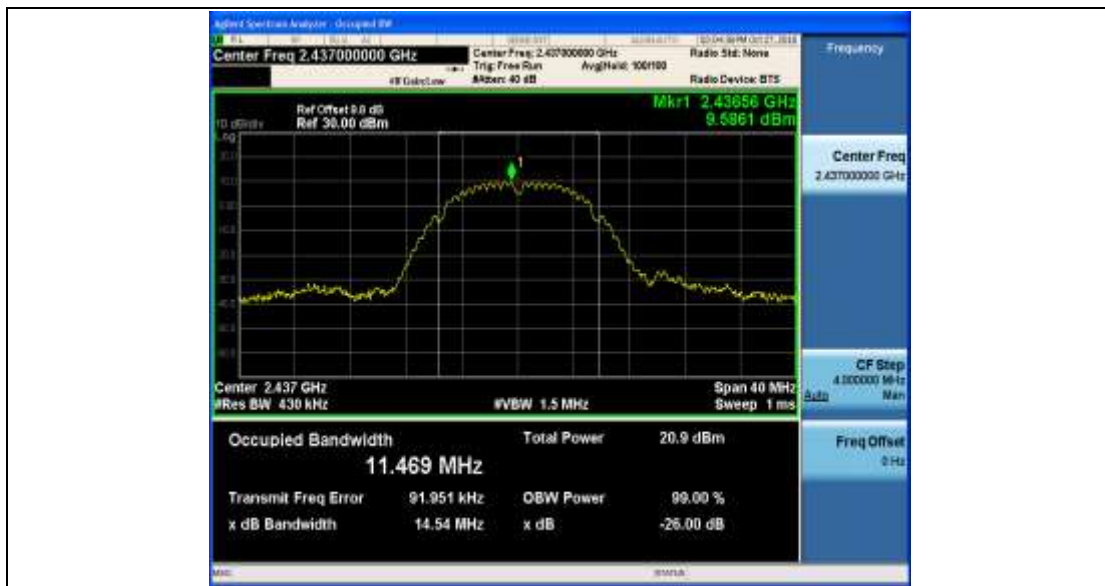 Agilent Spectrum Analyzer - Occupied BW
Center Freq 2.437000000 GHz
Center Freq: 2.437000000 GHz
Trig: Free Run Avg|Hold: 100/100
#IFGain:Low #Atten: 40 dB
Radio Std: None
Radio Device: BTS
Frequency
Ref Offset 9.8 dB
10 dB/div Ref 30.00 dBm
Log
Mkr1 2.43656 GHz
9.5861 dBm
1
Center Freq
2.437000000 GHz
Center 2.437 GHz Span 40 MHz
#Res BW 430 kHz #VBW 1.5 MHz Sweep 1 ms
CF Step
4.000000 MHz
Auto Man
Occupied Bandwidth Total Power 20.9 dBm
11.469 MHz
Freq Offset
0 Hz
Transmit Freq Error 91.951 kHz OBW Power 99.00 %
x dB Bandwidth 14.54 MHz x dB -26.00 dB
MSG STATUS